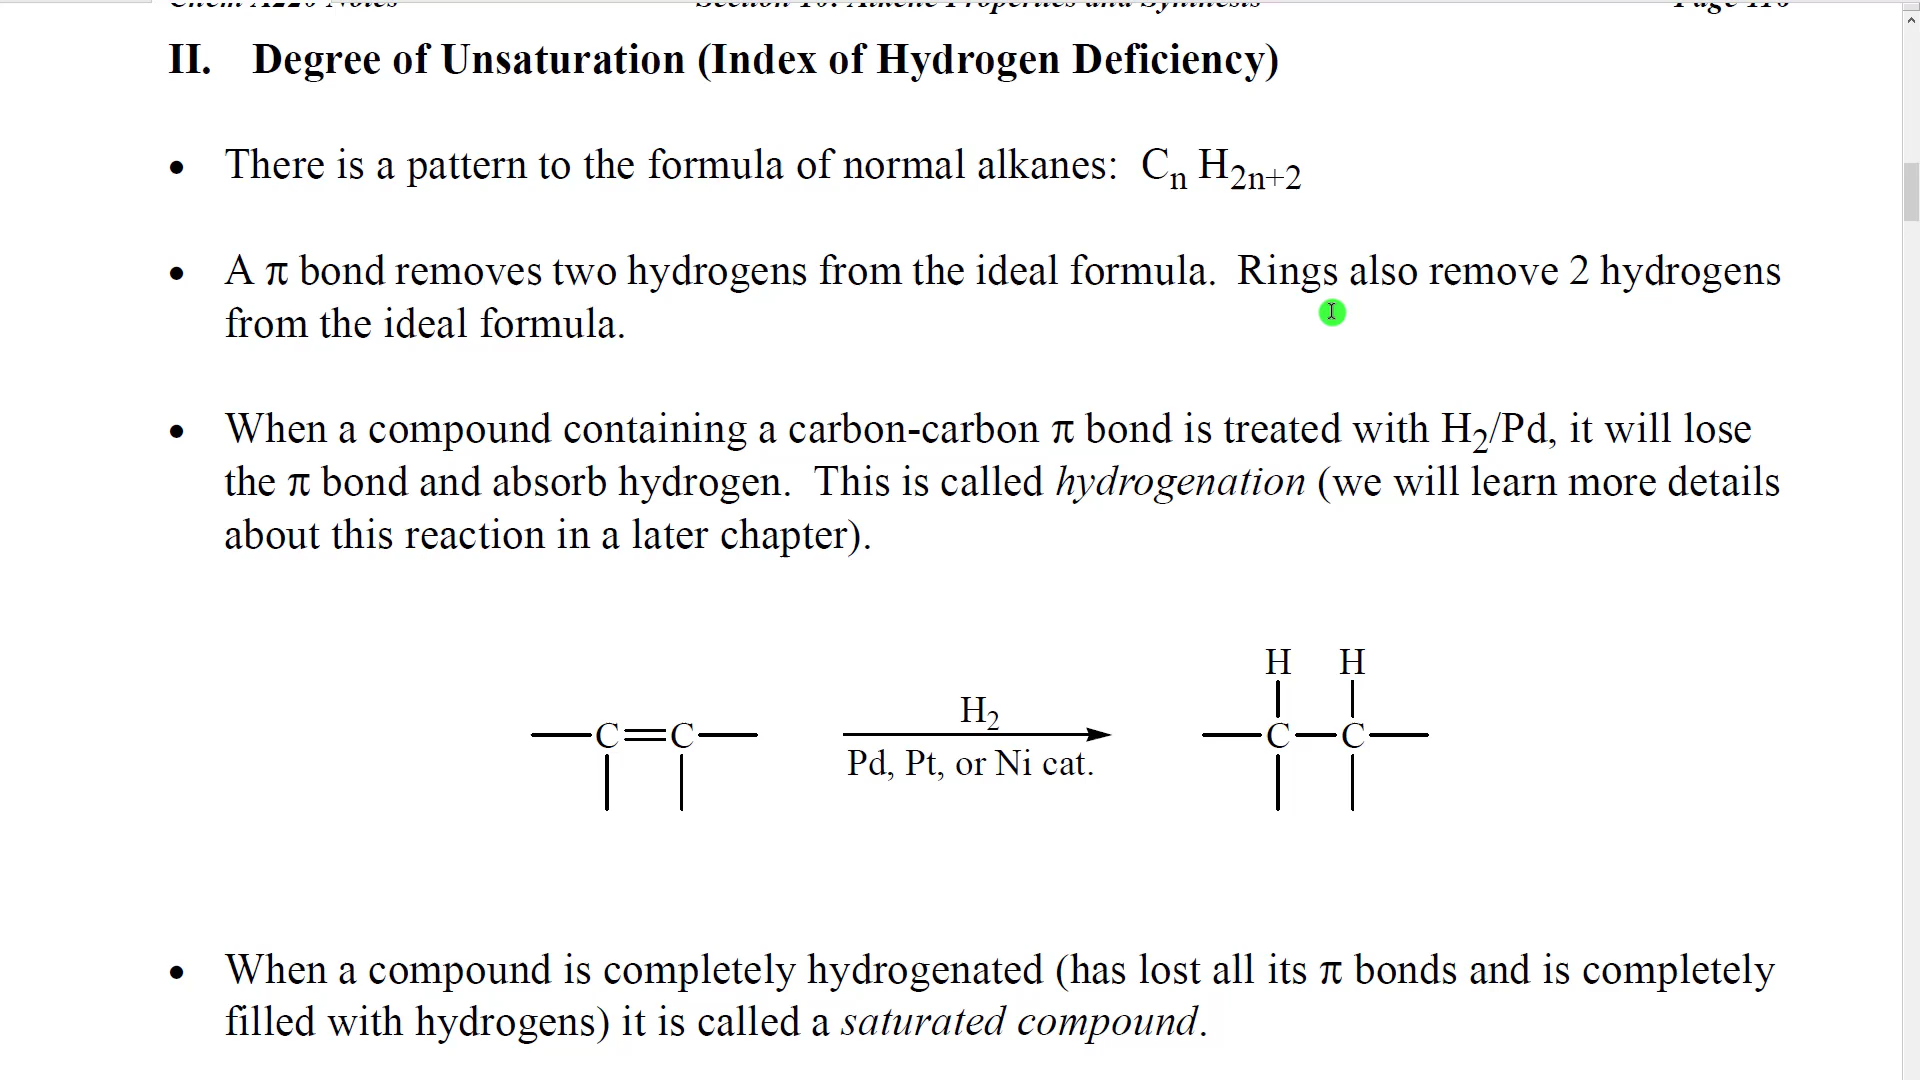 II. Degree of Unsaturation (Index of Hydrogen Deficiency)
• There is a pattern to the formula of normal alkanes: Cn H2n+2
• A π bond removes two hydrogens from the ideal formula. Rings also remove 2 hydrogens
from the ideal formula.
• When a compound containing a carbon-carbon π bond is treated with H2/Pd, it will lose
the π bond and absorb hydrogen. This is called hydrogenation (we will learn more details
about this reaction in a later chapter).
H H
H2
C C C C
Pd, Pt, or Ni cat.
• When a compound is completely hydrogenated (has lost all its π bonds and is completely
filled with hydrogens) it is called a saturated compound.